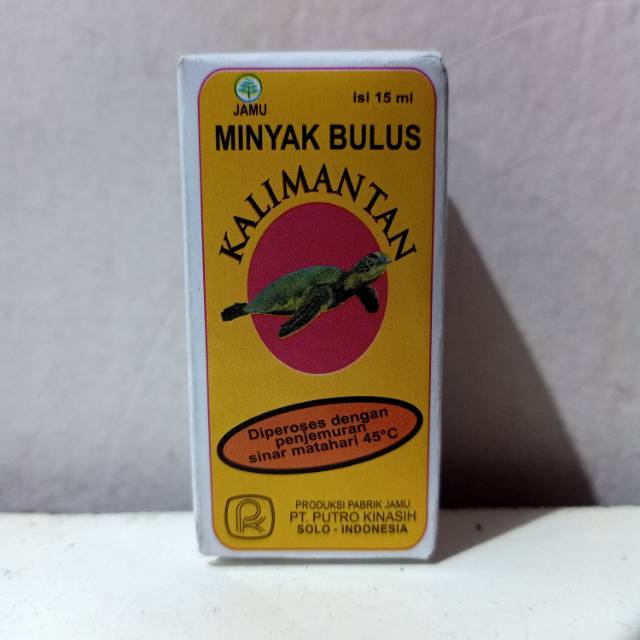 JAMU
isi 15 ml
MINYAK BULUS
KALIMANTAN
Diperoses dengan
penjemuran
sinar matahari 45°C
PRODUKSI PABRIK JAMU
PT. PUTRO KINASIH
SOLO - INDONESIA